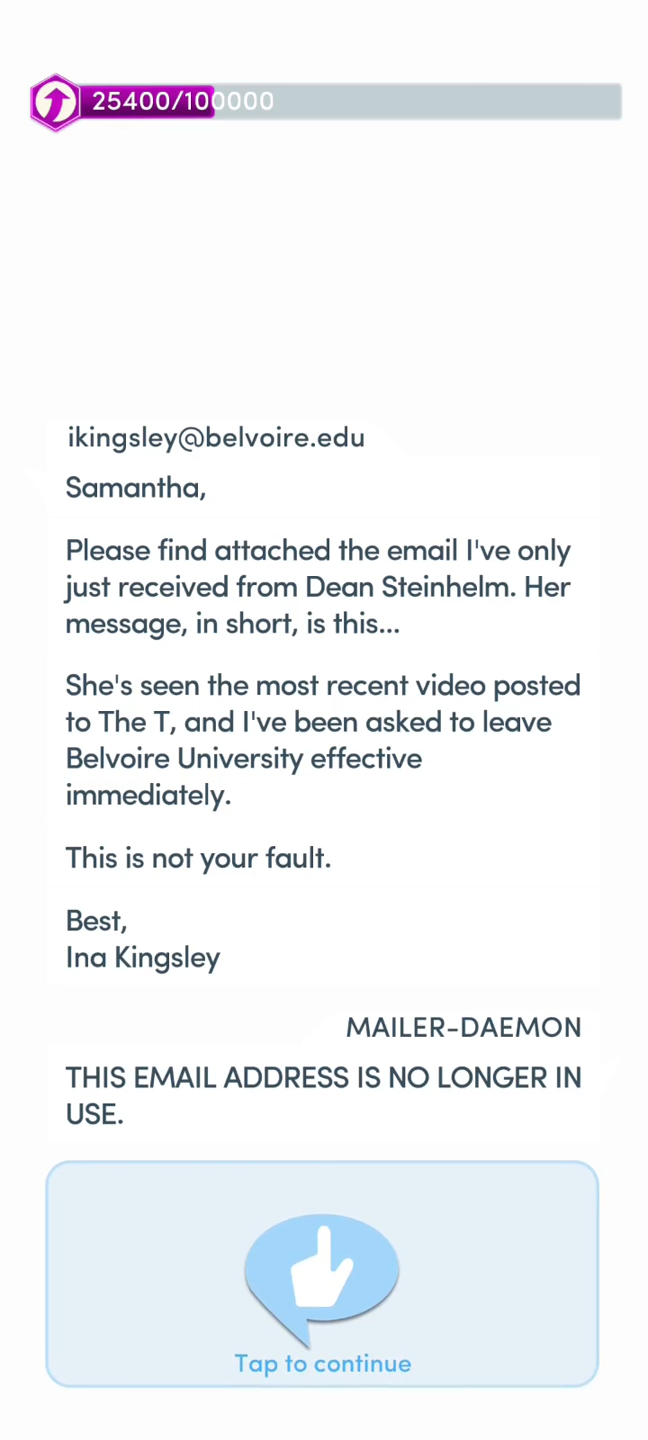 25400/100000
ikingsley@belvoire.edu
Samantha,
Please find attached the email I've only
just received from Dean Steinhelm. Her
message, in short, is this...
She's seen the most recent video posted
to The T, and I've been asked to leave
Belvoire University effective
immediately.
This is not your fault.
Best,
Ina Kingsley
MAILER-DAEMON
THIS EMAIL ADDRESS IS NO LONGER IN
USE.
Tap to continue